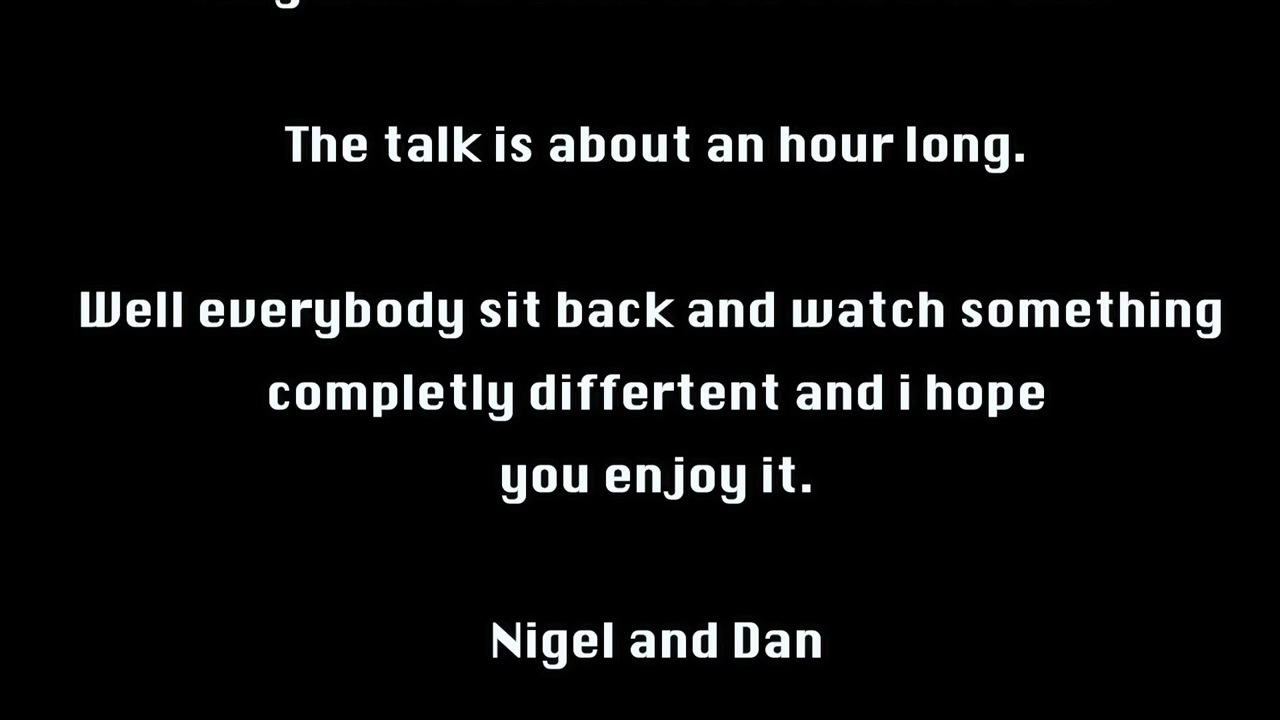 The talk is about an hour long.
Well everybody sit back and watch something
completly differtent and i hope
you enjoy it.
Nigel and Dan